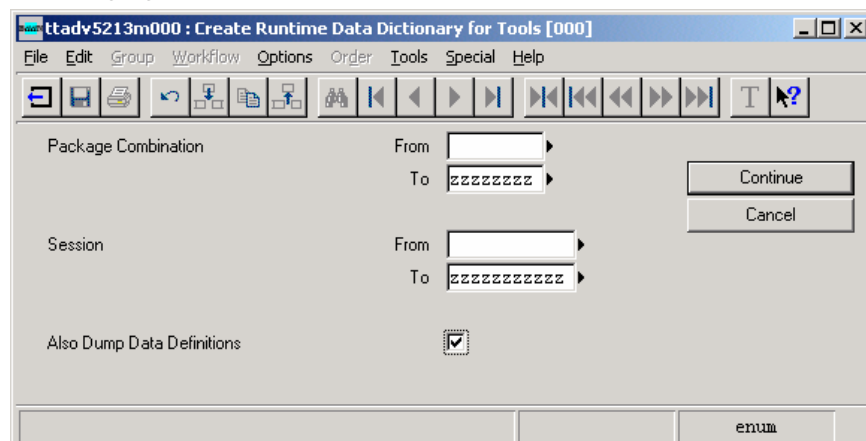 ttadv5213m000 : Create Runtime Data Dictionary for Tools [000]
File Edit Group Workflow Options Order Tools Special Help
T ?
Package Combination From
To zzzzzzzz
Continue
Cancel
Session From
To zzzzzzzzzzz
Also Dump Data Definitions
enum